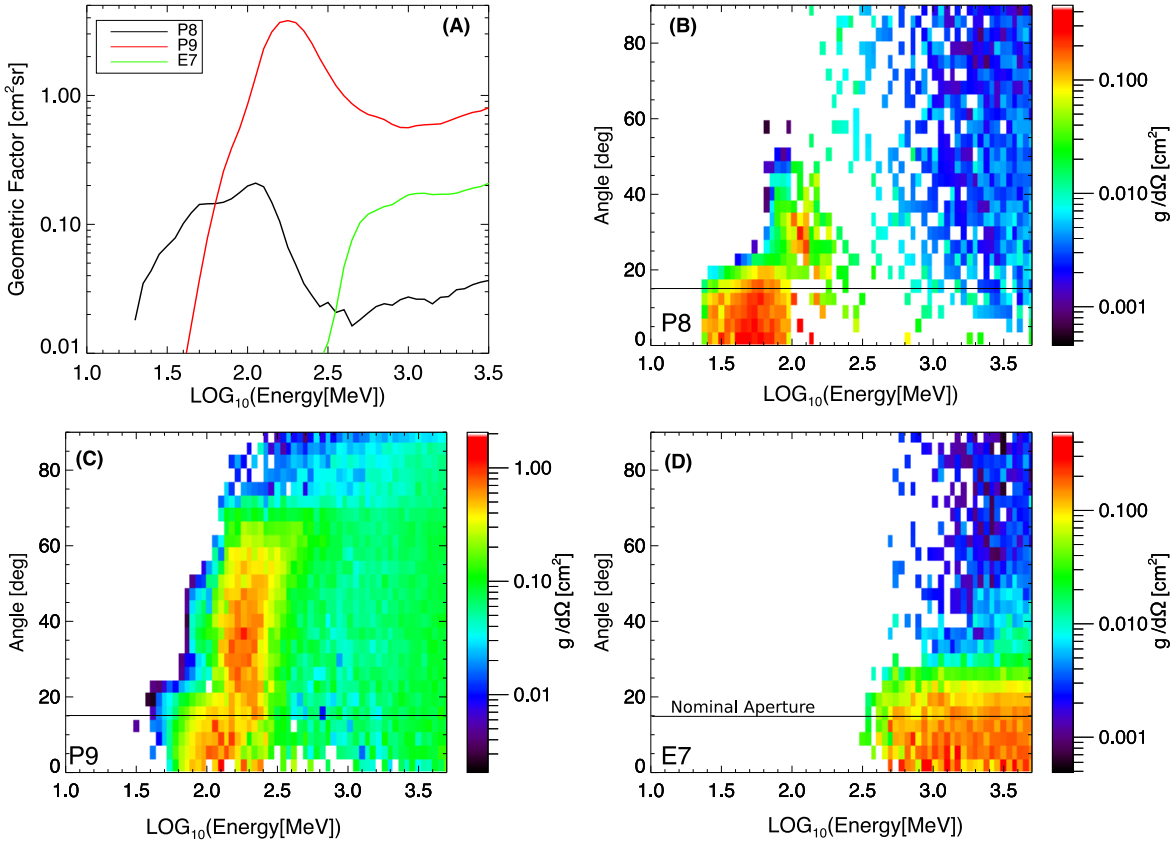 (A)
P8
P9
E7
Geometric Factor [cm²sr]
1.00
0.10
0.01
1.0 1.5 2.0 2.5 3.0 3.5
LOG₁₀(Energy[MeV])
(B)
Angle [deg]
80
60
40
20
0
P8
1.0 1.5 2.0 2.5 3.0 3.5
LOG₁₀(Energy[MeV])
0.100
0.010
0.001
g/dΩ [cm²]
(C)
Angle [deg]
80
60
40
20
0
P9
1.0 1.5 2.0 2.5 3.0 3.5
LOG₁₀(Energy[MeV])
1.00
0.10
0.01
g/dΩ [cm²]
(D)
Angle [deg]
80
60
40
20
0
Nominal Aperture
E7
1.0 1.5 2.0 2.5 3.0 3.5
LOG₁₀(Energy[MeV])
0.100
0.010
0.001
g/dΩ [cm²]